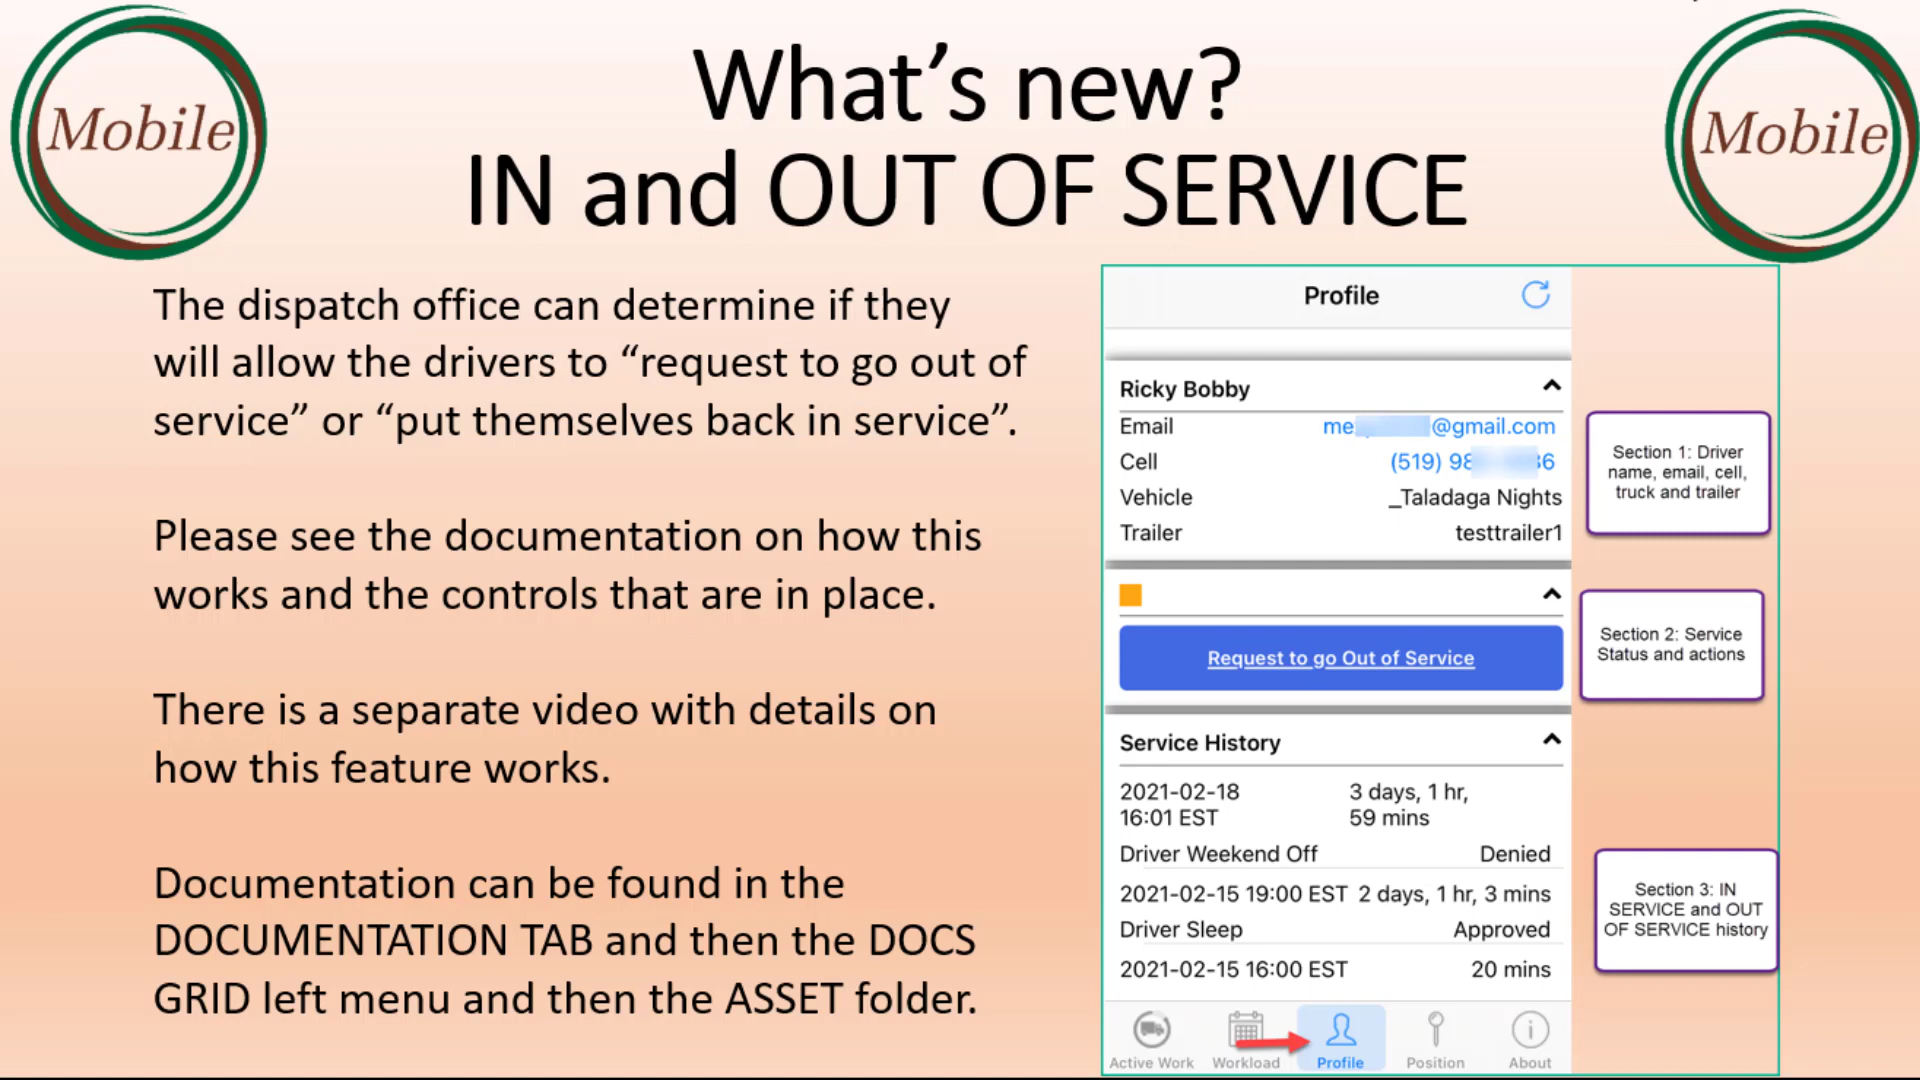 Mobile
What's new?
IN and OUT OF SERVICE
Mobile
The dispatch office can determine if they
will allow the drivers to “request to go out of
service” or “put themselves back in service”.
Please see the documentation on how this
works and the controls that are in place.
There is a separate video with details on
how this feature works.
Documentation can be found in the
DOCUMENTATION TAB and then the DOCS
GRID left menu and then the ASSET folder.
Profile
Ricky Bobby
Email me @gmail.com
Cell (519) 98 6
Vehicle _Taladaga Nights
Trailer testtrailer1
Request to go Out of Service
Service History
2021-02-18 3 days, 1 hr,
16:01 EST 59 mins
Driver Weekend Off Denied
2021-02-15 19:00 EST 2 days, 1 hr, 3 mins
Driver Sleep Approved
2021-02-15 16:00 EST 20 mins
Active Work Workload Profile Position About
Section 1: Driver
name, email, cell,
truck and trailer
Section 2: Service
Status and actions
Section 3: IN
SERVICE and OUT
OF SERVICE history